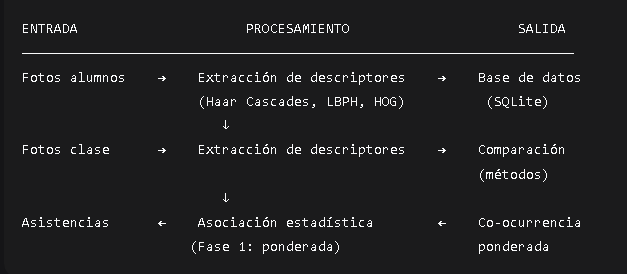 ENTRADA PROCESAMIENTO SALIDA
Fotos alumnos → Extracción de descriptores → Base de datos
(Haar Cascades, LBPH, HOG) (SQLite)
↓
Fotos clase → Extracción de descriptores → Comparación
(métodos)
↓
Asistencias ← Asociación estadística ← Co-ocurrencia
(Fase 1: ponderada) ponderada